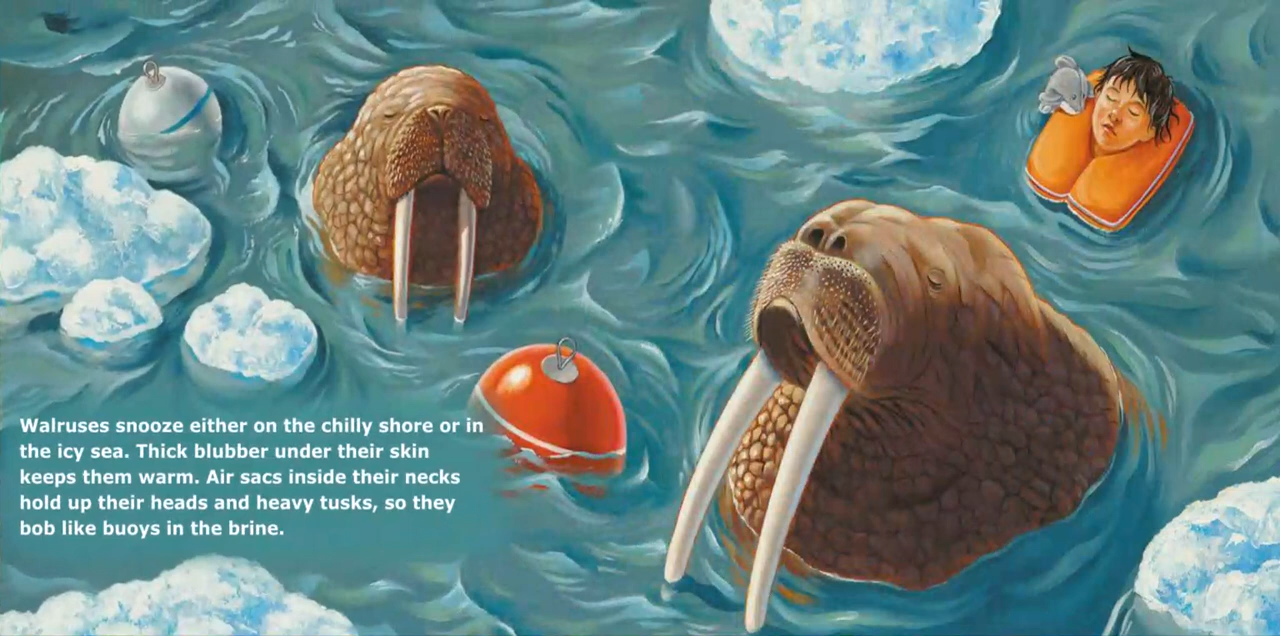 Walruses snooze either on the chilly shore or in
the icy sea. Thick blubber under their skin
keeps them warm. Air sacs inside their necks
hold up their heads and heavy tusks, so they
bob like buoys in the brine.